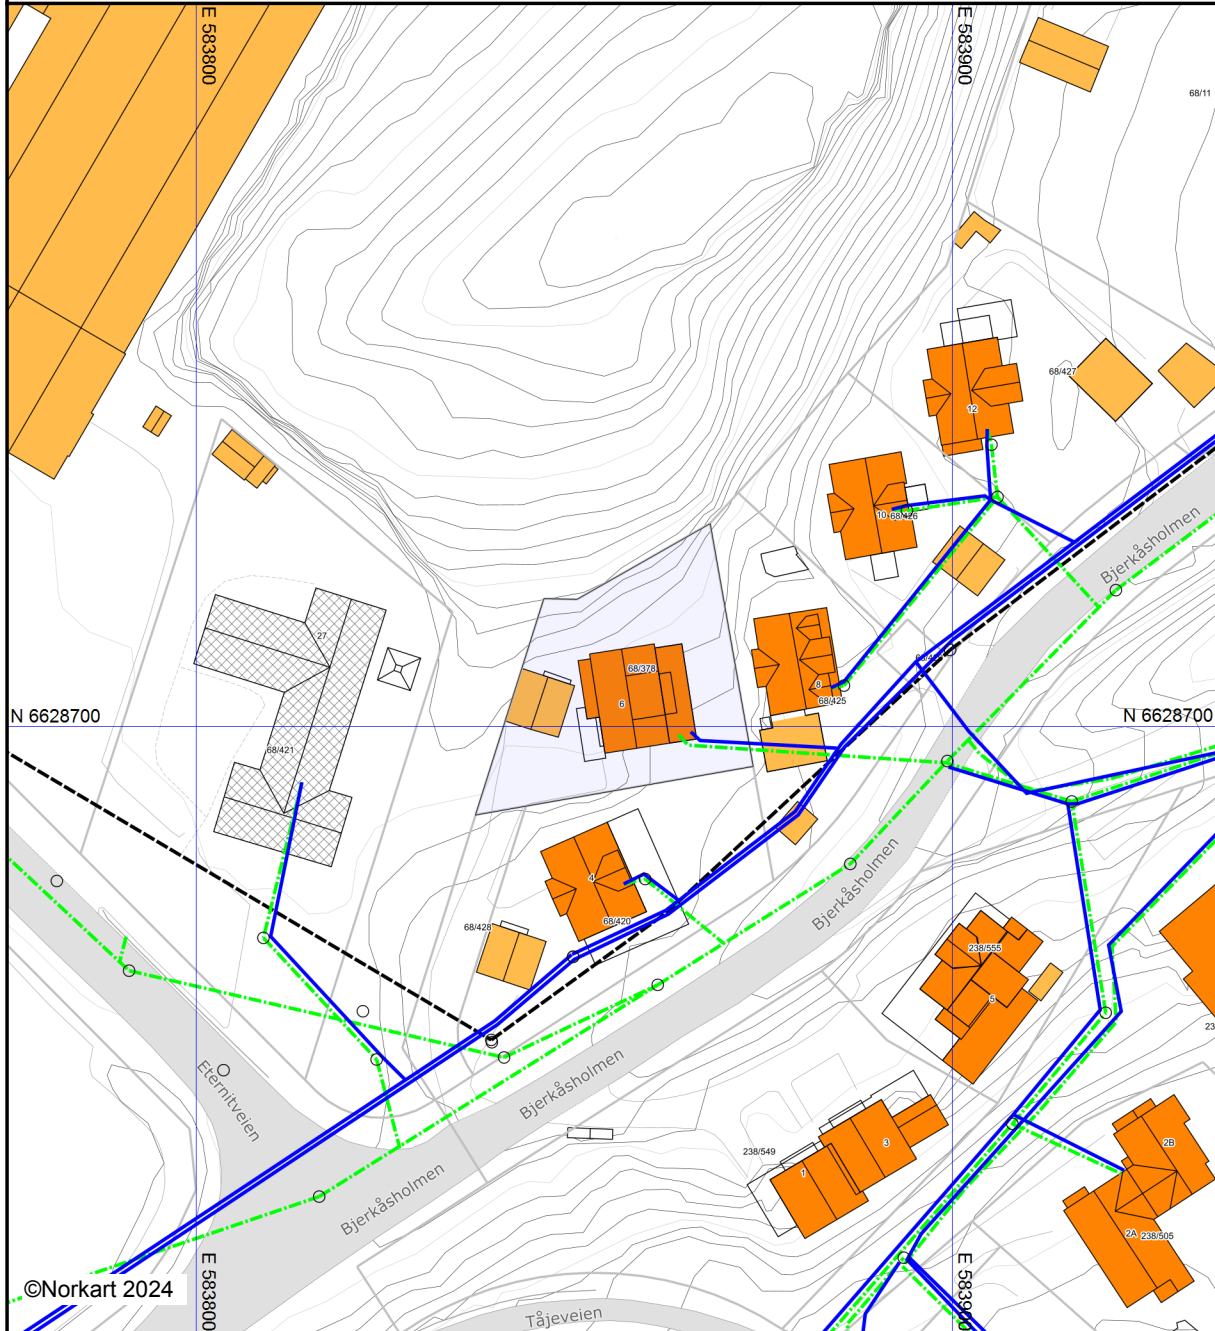 E 583800
E 583900
68/11
68/427
12
10
68/426
27
68/378
6
8
68/425
Bjerkåsholmen
N 6628700
N 6628700
68/421
4
68/420
68/428
Bjerkåsholmen
238/555
5
Eternitveien
Bjerkåsholmen
238/549
3
1
2B
2A
238/505
Bjerkåsholmen
©Norkart 2024
E 583800
E 583900
Tåjeveien